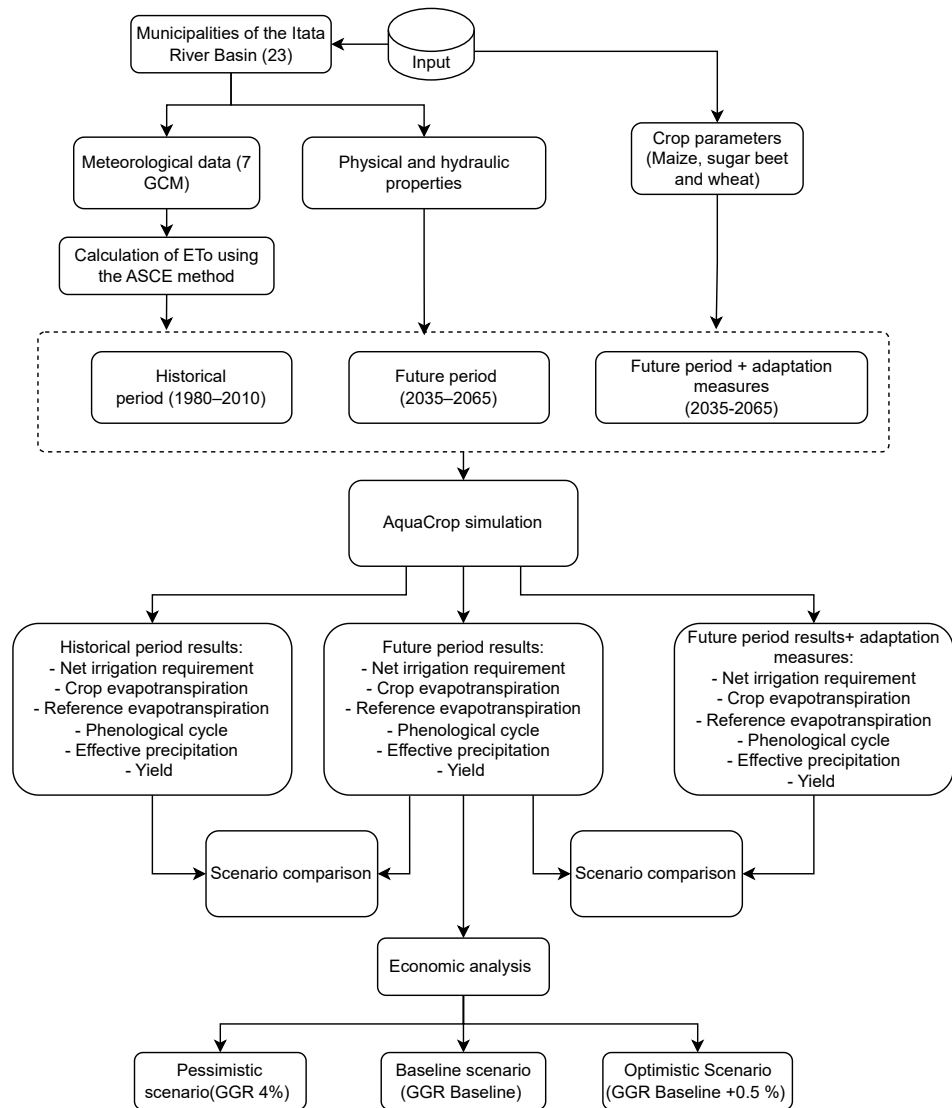 Municipalities of the Itata
River Basin (23)
Input
Meteorological data (7
GCM)
Physical and hydraulic
properties
Crop parameters
(Maize, sugar beet
and wheat)
Calculation of ETo using
the ASCE method
Historical
period (1980–2010)
Future period
(2035–2065)
Future period + adaptation
measures
(2035-2065)
AquaCrop simulation
Historical period results:
- Net irrigation requirement
- Crop evapotranspiration
- Reference evapotranspiration
- Phenological cycle
- Effective precipitation
- Yield
Future period results:
- Net irrigation requirement
- Crop evapotranspiration
- Reference evapotranspiration
- Phenological cycle
- Effective precipitation
- Yield
Future period results+ adaptation
measures:
- Net irrigation requirement
- Crop evapotranspiration
- Reference evapotranspiration
- Phenological cycle
- Effective precipitation
- Yield
Scenario comparison
Scenario comparison
Economic analysis
Pessimistic
scenario(GGR 4%)
Baseline scenario
(GGR Baseline)
Optimistic Scenario
(GGR Baseline +0.5 %)